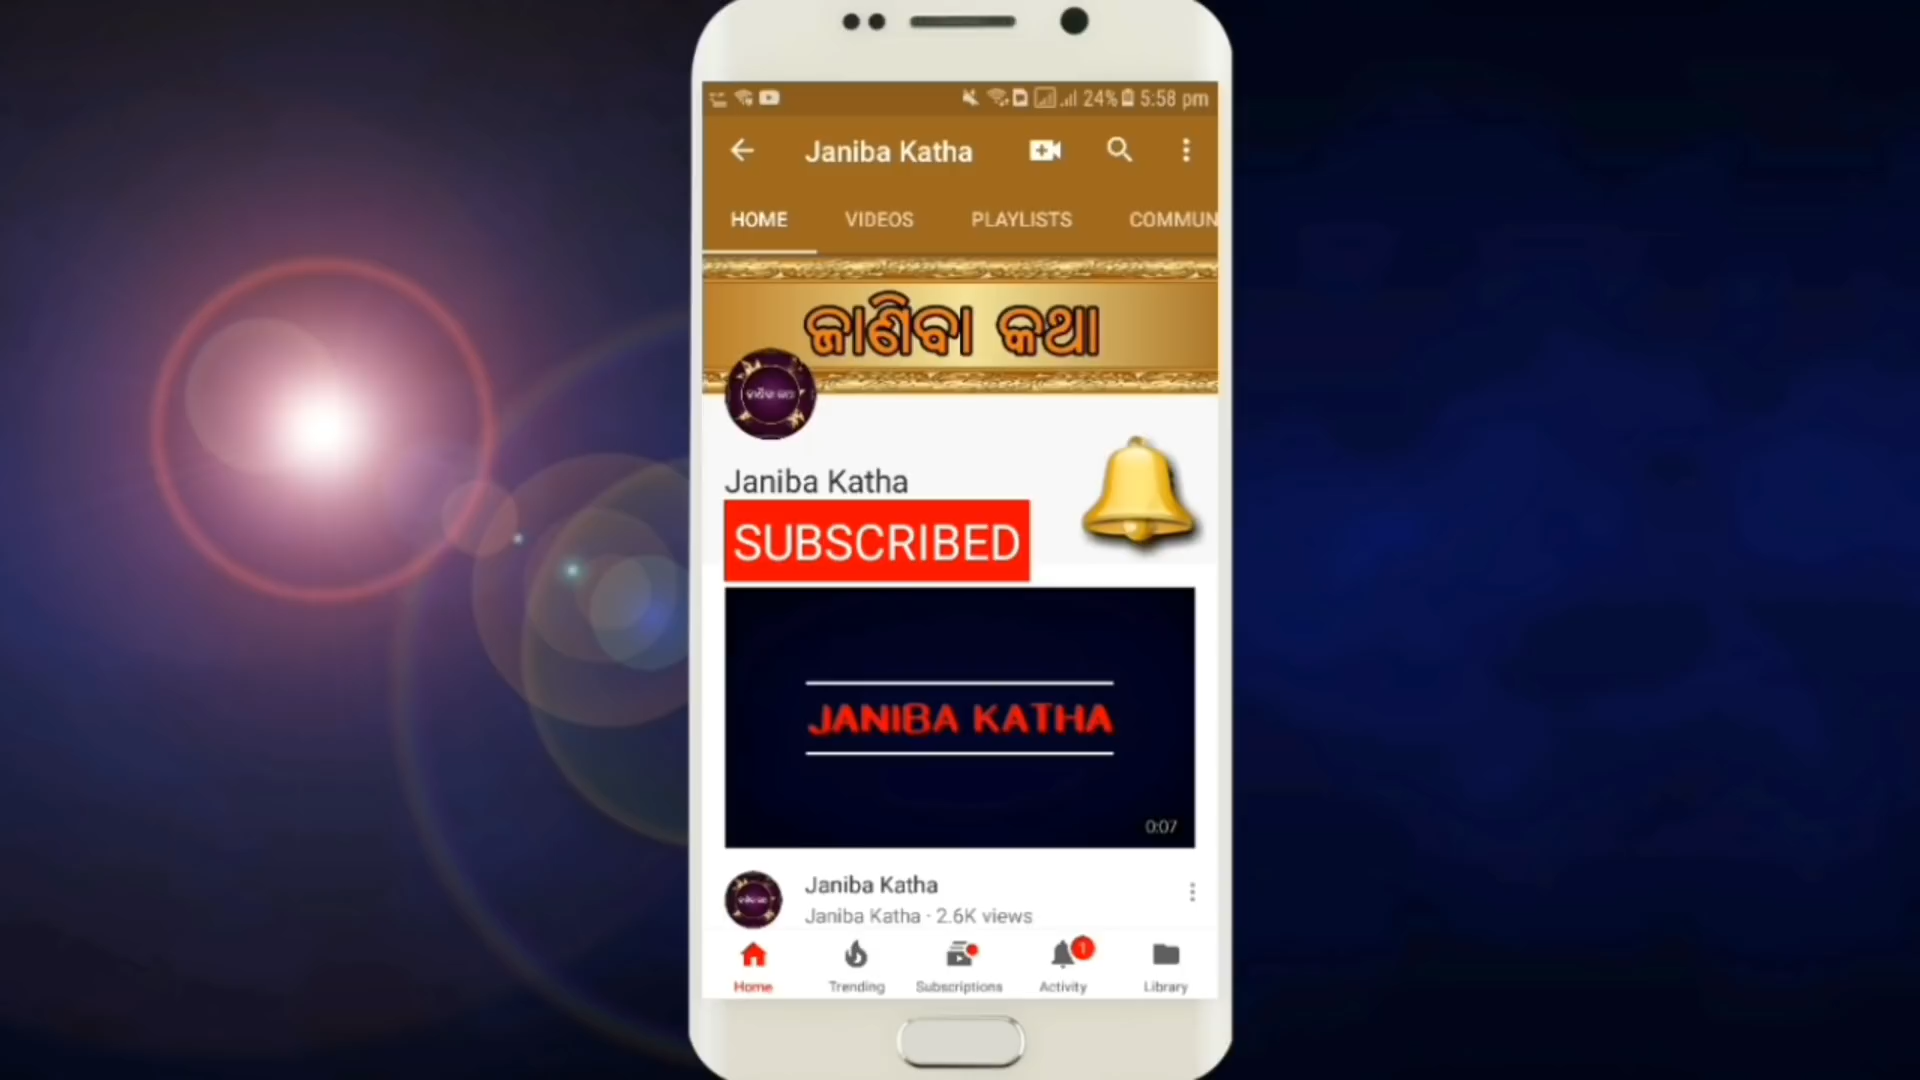 24% 5:58 pm
Janiba Katha
HOME VIDEOS PLAYLISTS COMMUN
ଜାଣିବା କଥା
ଜାଣିବା କଥା
Janiba Katha
SUBSCRIBED
JANIBA KATHA
0:07
Janiba Katha
Janiba Katha · 2.6K views
1
Home Trending Subscriptions Activity Library